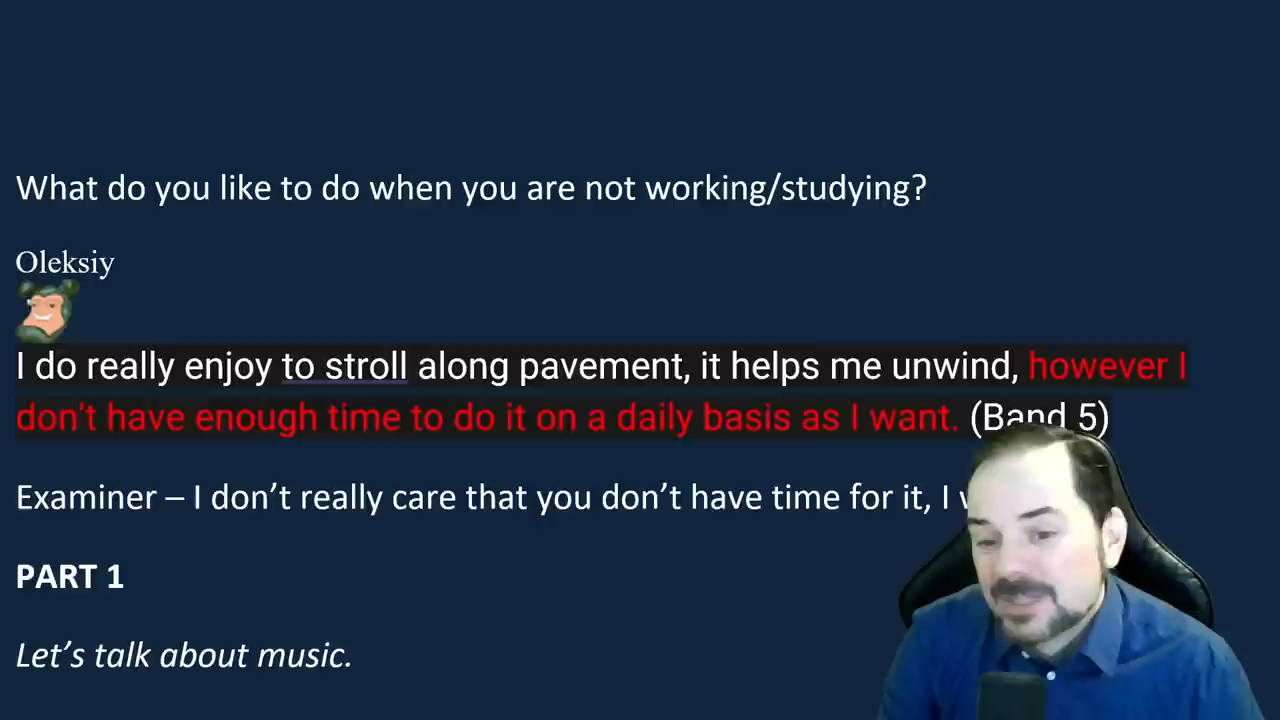 What do you like to do when you are not working/studying?
Oleksiy
I do really enjoy to stroll along pavement, it helps me unwind, however I
don't have enough time to do it on a daily basis as I want. (Band 5)
Examiner – I don't really care that you don't have time for it, I
PART 1
Let's talk about music.